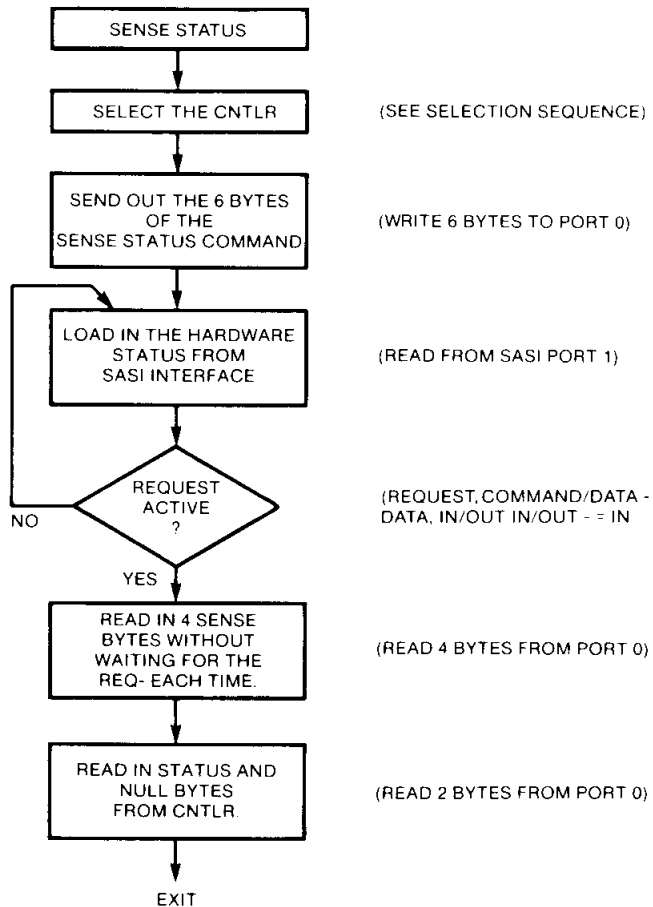 SENSE STATUS
SELECT THE CNTLR
(SEE SELECTION SEQUENCE)
SEND OUT THE 6 BYTES
OF THE
SENSE STATUS COMMAND
(WRITE 6 BYTES TO PORT 0)
LOAD IN THE HARDWARE
STATUS FROM
SASI INTERFACE
(READ FROM SASI PORT 1)
REQUEST
ACTIVE
?
(REQUEST, COMMAND/DATA -
DATA, IN/OUT IN/OUT - = IN
NO
YES
READ IN 4 SENSE
BYTES WITHOUT
WAITING FOR THE
REQ- EACH TIME.
(READ 4 BYTES FROM PORT 0)
READ IN STATUS AND
NULL BYTES
FROM CNTLR.
(READ 2 BYTES FROM PORT 0)
EXIT